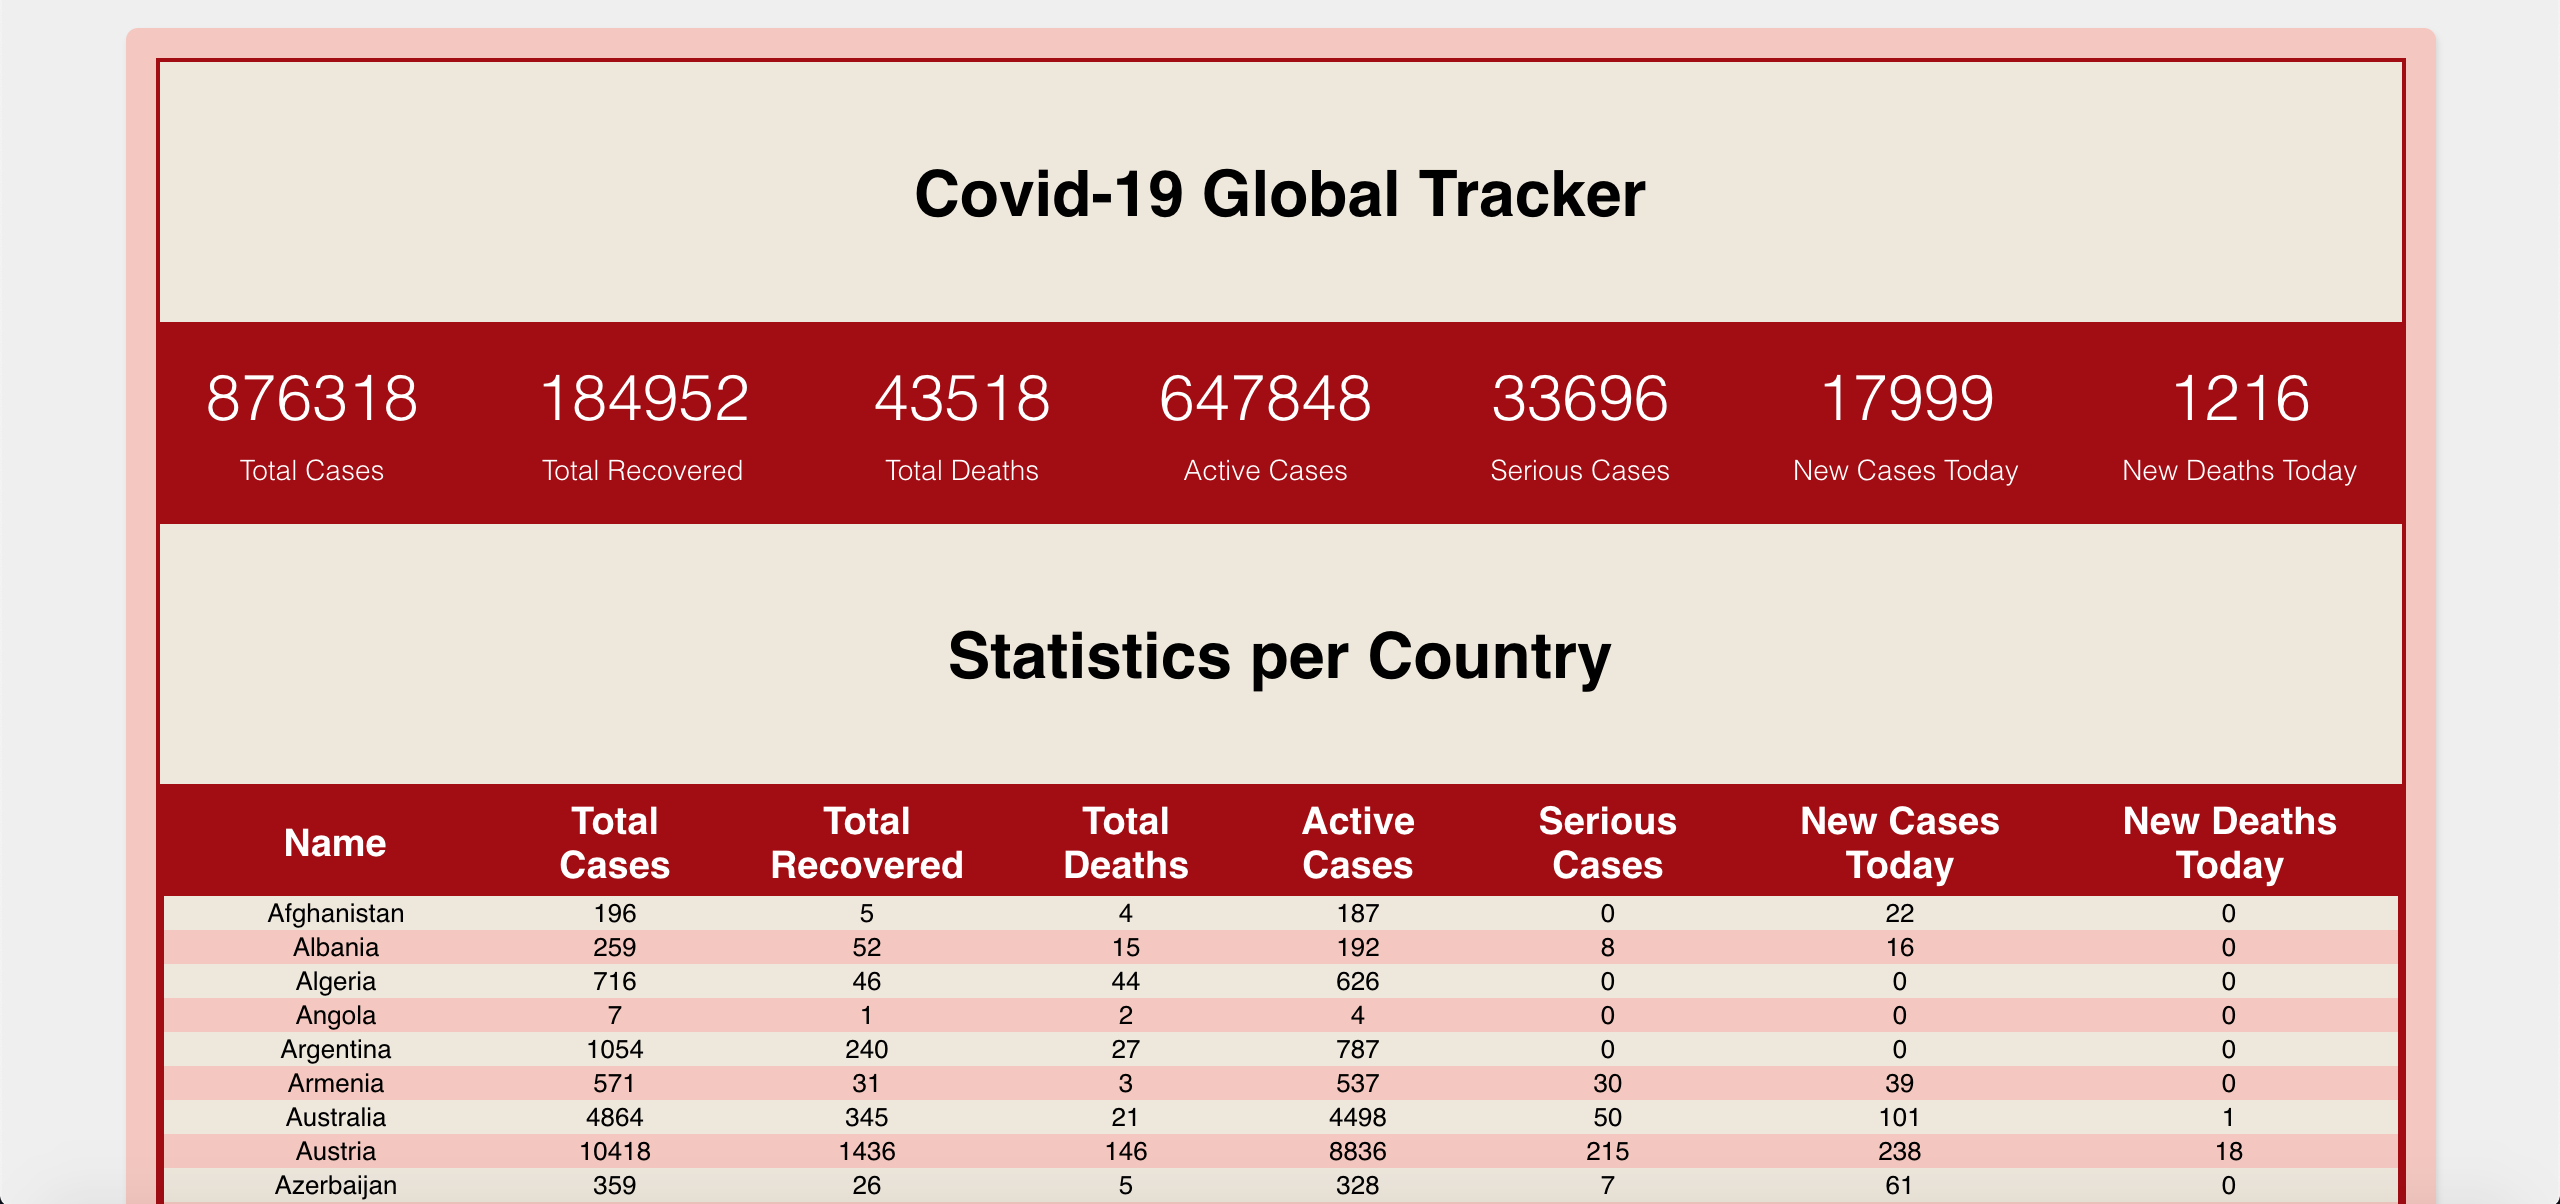 Covid-19 Global Tracker
876318 184952 43518 647848 33696 17999 1216
Total Cases Total Recovered Total Deaths Active Cases Serious Cases New Cases Today New Deaths Today
Statistics per Country
Name Total Cases Total Recovered Total Deaths Active Cases Serious Cases New Cases Today New Deaths Today
Afghanistan 196 5 4 187 0 22 0
Albania 259 52 15 192 8 16 0
Algeria 716 46 44 626 0 0 0
Angola 7 1 2 4 0 0 0
Argentina 1054 240 27 787 0 0 0
Armenia 571 31 3 537 30 39 0
Australia 4864 345 21 4498 50 101 1
Austria 10418 1436 146 8836 215 238 18
Azerbaijan 359 26 5 328 7 61 0